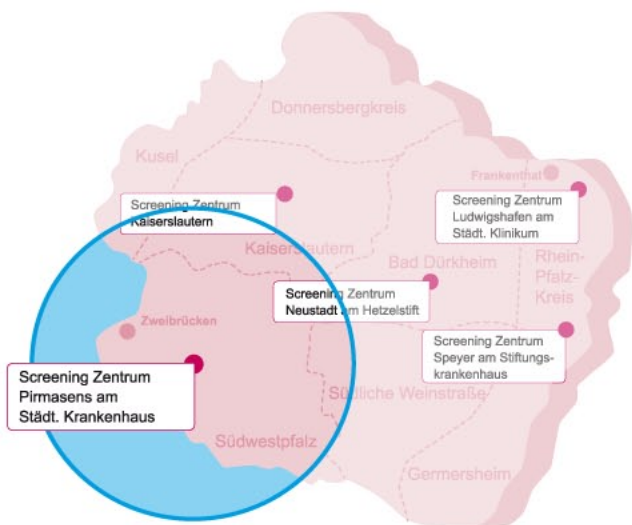 Donnersbergkreis
Kusel
Frankenthal
Screening Zentrum
Kaiserslautern
Screening Zentrum
Ludwigshafen am
Städt. Klinikum
Kaiserslautern
Bad Dürkheim
Rhein-
Pfalz-
Kreis
Screening Zentrum
Neustadt am Hetzelstift
Zweibrücken
Screening Zentrum
Speyer am Stiftungs-
krankenhaus
Screening Zentrum
Pirmasens am
Städt. Krankenhaus
Südliche Weinstraße
Südwestpfalz
Germersheim